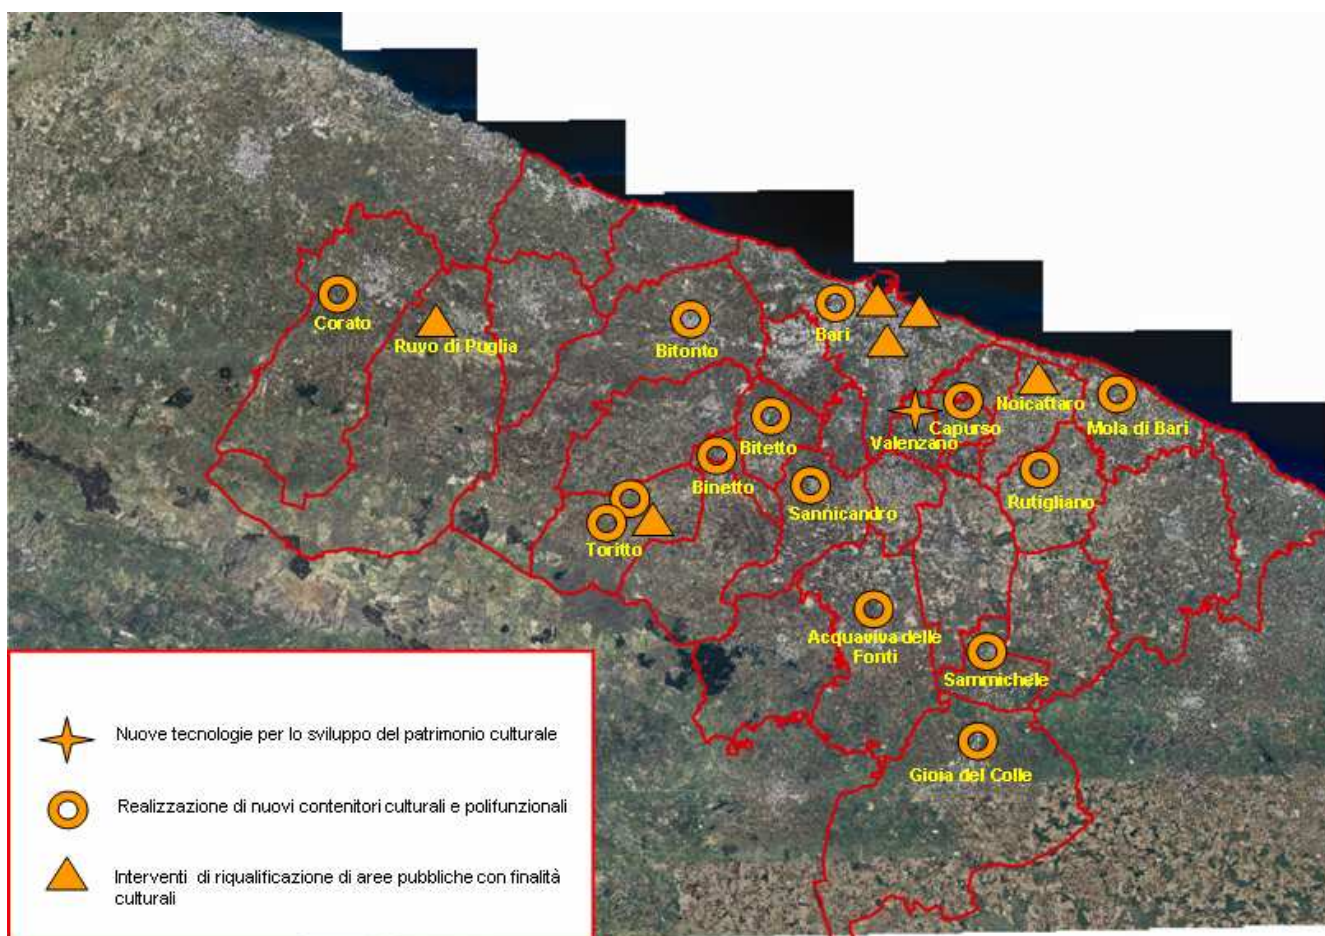 Corato
Ruvo di Puglia
Bitonto
Bari
Noicattaro
Mola di Bari
Capurso
Valenzano
Bitetto
Binetto
Sannicandro
Rutigliano
Toritto
Acquaviva delle
Fonti
Sammichele
Gioia del Colle
Nuove tecnologie per lo sviluppo del patrimonio culturale
Realizzazione di nuovi contenitori culturali e polifunzionali
Interventi di riqualificazione di aree pubbliche con finalità
culturali